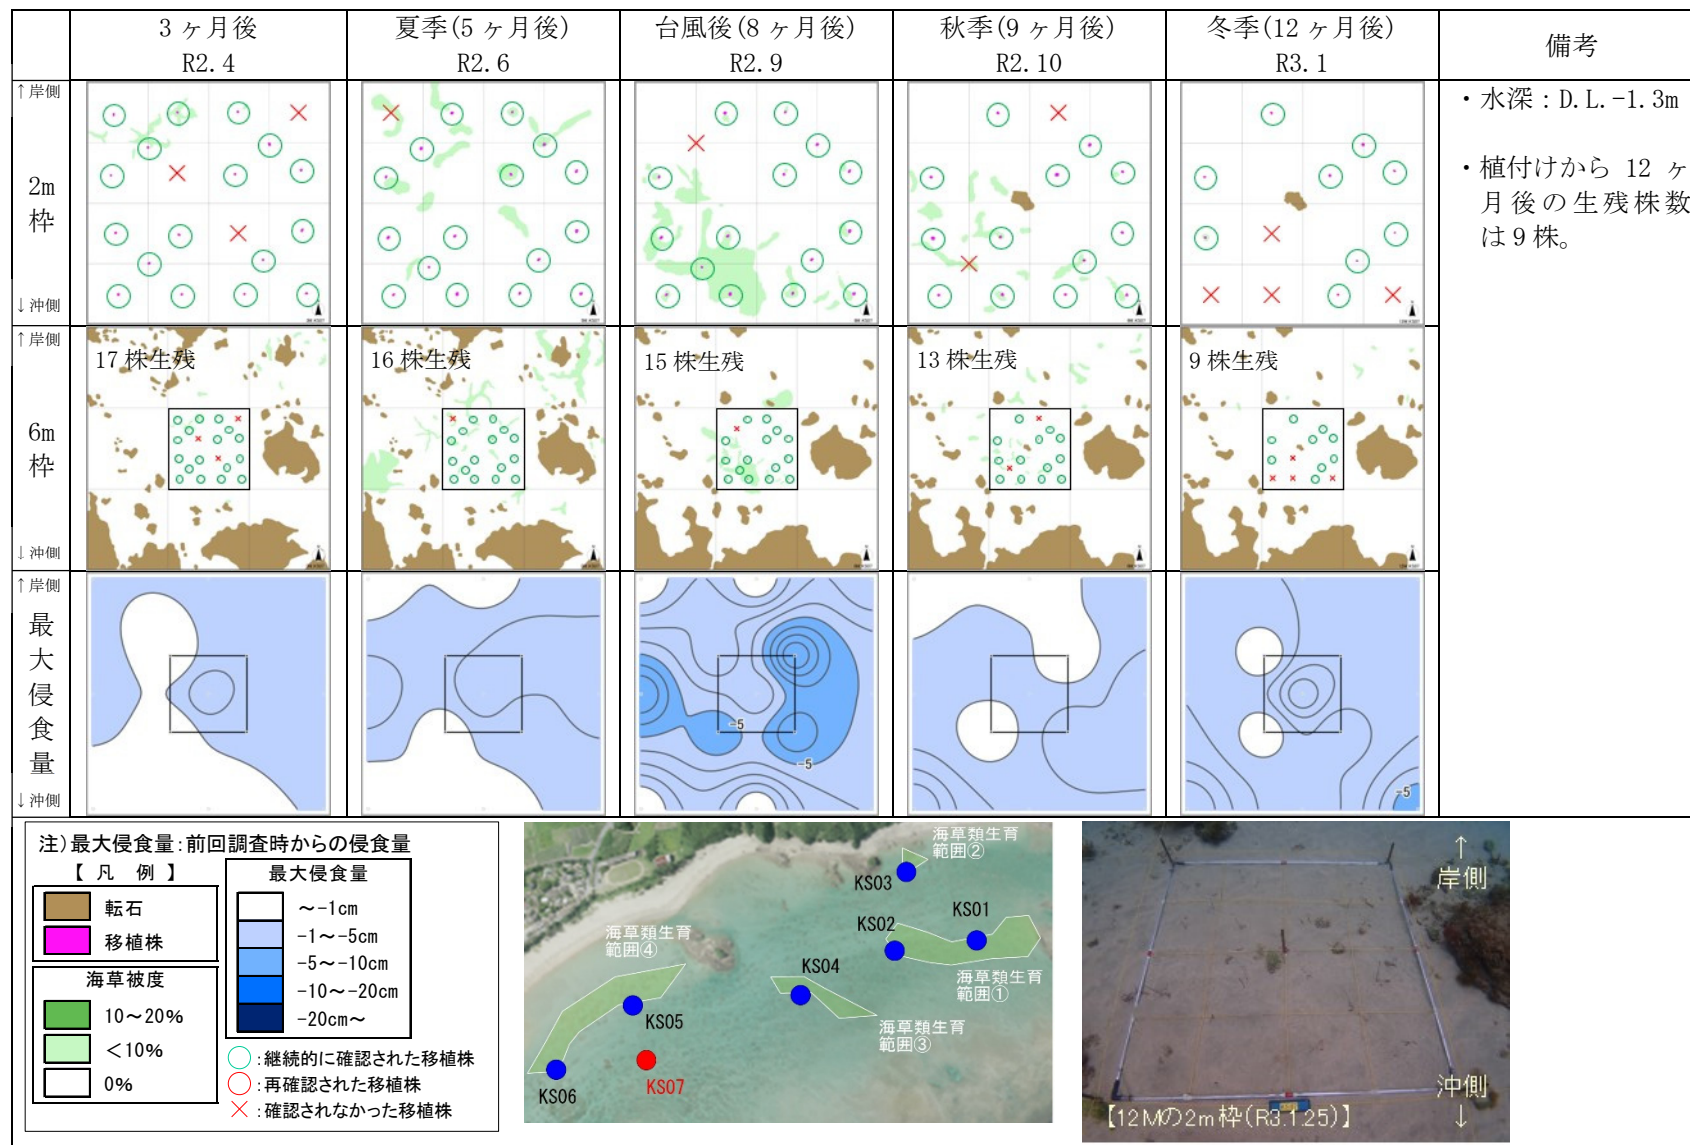 3 ヶ月後
R2.4
夏季(5 ヶ月後)
R2.6
台風後(8 ヶ月後)
R2.9
秋季(9 ヶ月後)
R2.10
冬季(12 ヶ月後)
R3.1
備考
↑岸側
2m
枠
↓沖側
・水深：D.L.-1.3m
・植付けから 12 ヶ
月後の生残株数
は 9 株。
↑岸側
6m
枠
↓沖側
17 株生残
16 株生残
15 株生残
13 株生残
9 株生残
↑岸側
最
大
侵
食
量
↓沖側
-5
-5
-5
注)最大侵食量:前回調査時からの侵食量
【 凡 例 】
転石
移植株
海草被度
10～20%
＜10%
0%
最大侵食量
～-1cm
-1～-5cm
-5～-10cm
-10～-20cm
-20cm～
:継続的に確認された移植株
:再確認された移植株
:確認されなかった移植株
海草類生育
範囲②
KS03
KS02
KS01
海草類生育
範囲①
海草類生育
範囲④
KS04
海草類生育
範囲③
KS05
KS06
KS07
↑
岸側
沖側
↓
【12Mの2m枠(R3.1.25)】